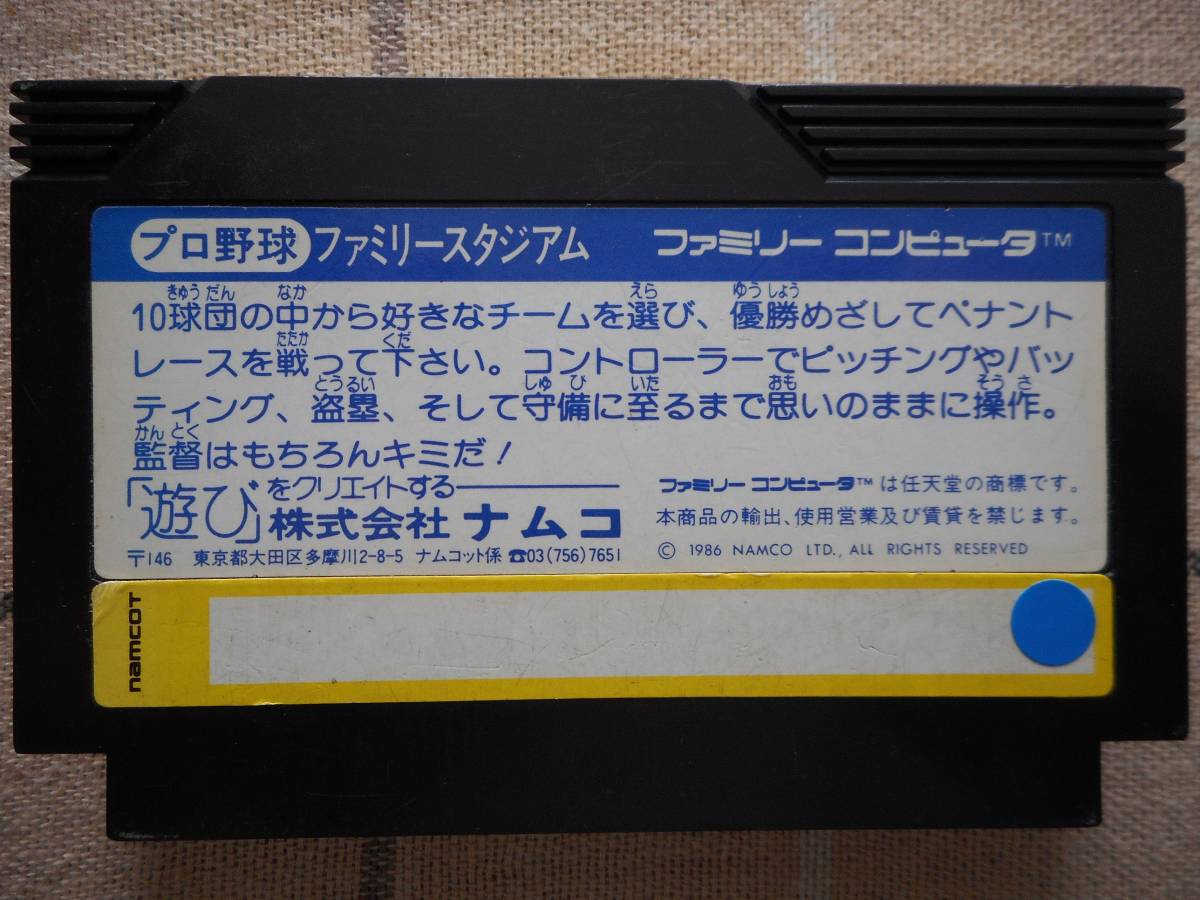 プロ野球 ファミリースタジアム ファミリー コンピュータ™
10球団の中から好きなチームを選び、優勝めざしてペナント
レースを戦って下さい。コントローラーでピッチングやバッ
ティング、盗塁、そして守備に至るまで思いのままに操作。
監督はもちろんキミだ!
「遊び」をクリエイトする──
株式会社 ナムコ
〒146 東京都大田区多摩川2-8-5 ナムコット係 ☎03(756)7651
ファミリー コンピュータ™ は任天堂の商標です。
本商品の輸出、使用営業及び賃貸を禁じます。
© 1986 NAMCO LTD., ALL RIGHTS RESERVED
namcot